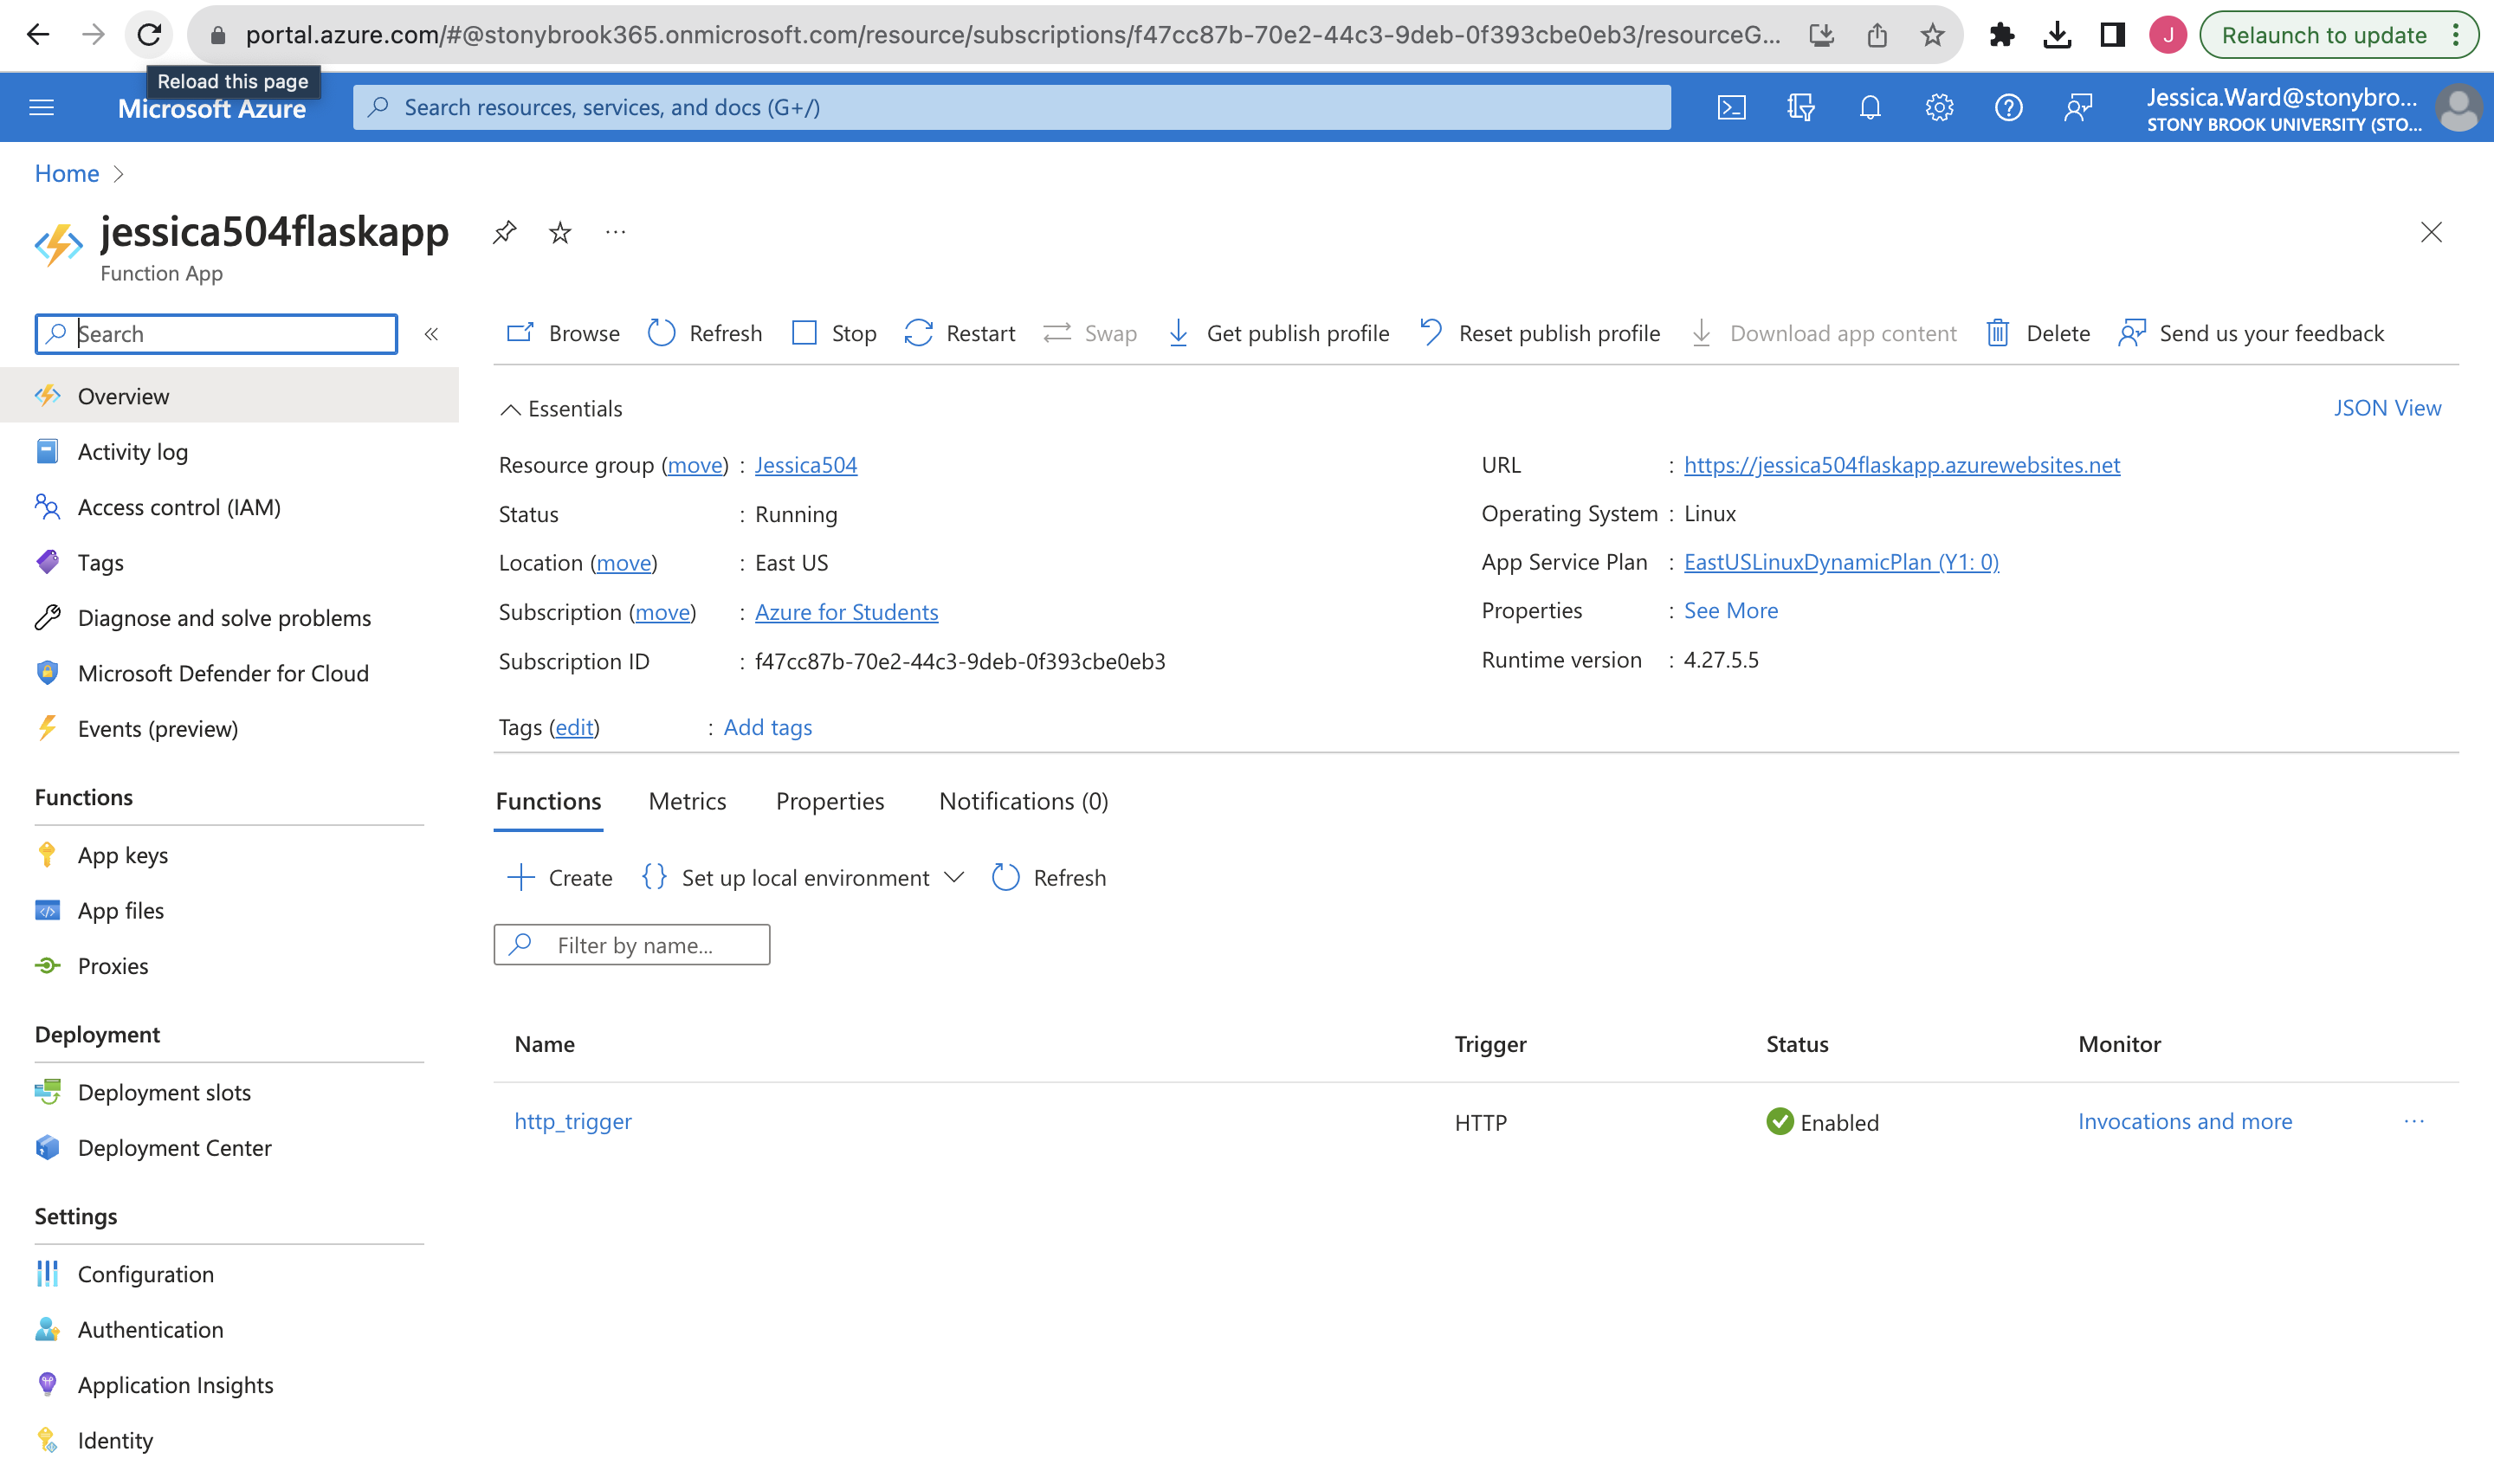 portal.azure.com/#@stonybrook365.onmicrosoft.com/resource/subscriptions/f47cc87b-70e2-44c3-9deb-0f393cbe0eb3/resourceG...
J
Relaunch to update
Reload this page
Microsoft Azure
Search resources, services, and docs (G+/)
Jessica.Ward@stonybro...
STONY BROOK UNIVERSITY (STO...
Home
jessica504flaskapp
...
Function App
Search
«
Browse
Refresh
Stop
Restart
Swap
Get publish profile
Reset publish profile
Download app content
Delete
Send us your feedback
Overview
Activity log
Access control (IAM)
Tags
Diagnose and solve problems
Microsoft Defender for Cloud
Events (preview)
Functions
App keys
App files
Proxies
Deployment
Deployment slots
Deployment Center
Settings
Configuration
Authentication
Application Insights
Identity
Essentials
JSON View
Resource group (move) : Jessica504
Status : Running
Location (move) : East US
Subscription (move) : Azure for Students
Subscription ID : f47cc87b-70e2-44c3-9deb-0f393cbe0eb3
URL : https://jessica504flaskapp.azurewebsites.net
Operating System : Linux
App Service Plan : EastUSLinuxDynamicPlan (Y1: 0)
Properties : See More
Runtime version : 4.27.5.5
Tags (edit) : Add tags
Functions Metrics Properties Notifications (0)
Create {} Set up local environment Refresh
Filter by name...
Name Trigger Status Monitor
http_trigger HTTP Enabled Invocations and more ...